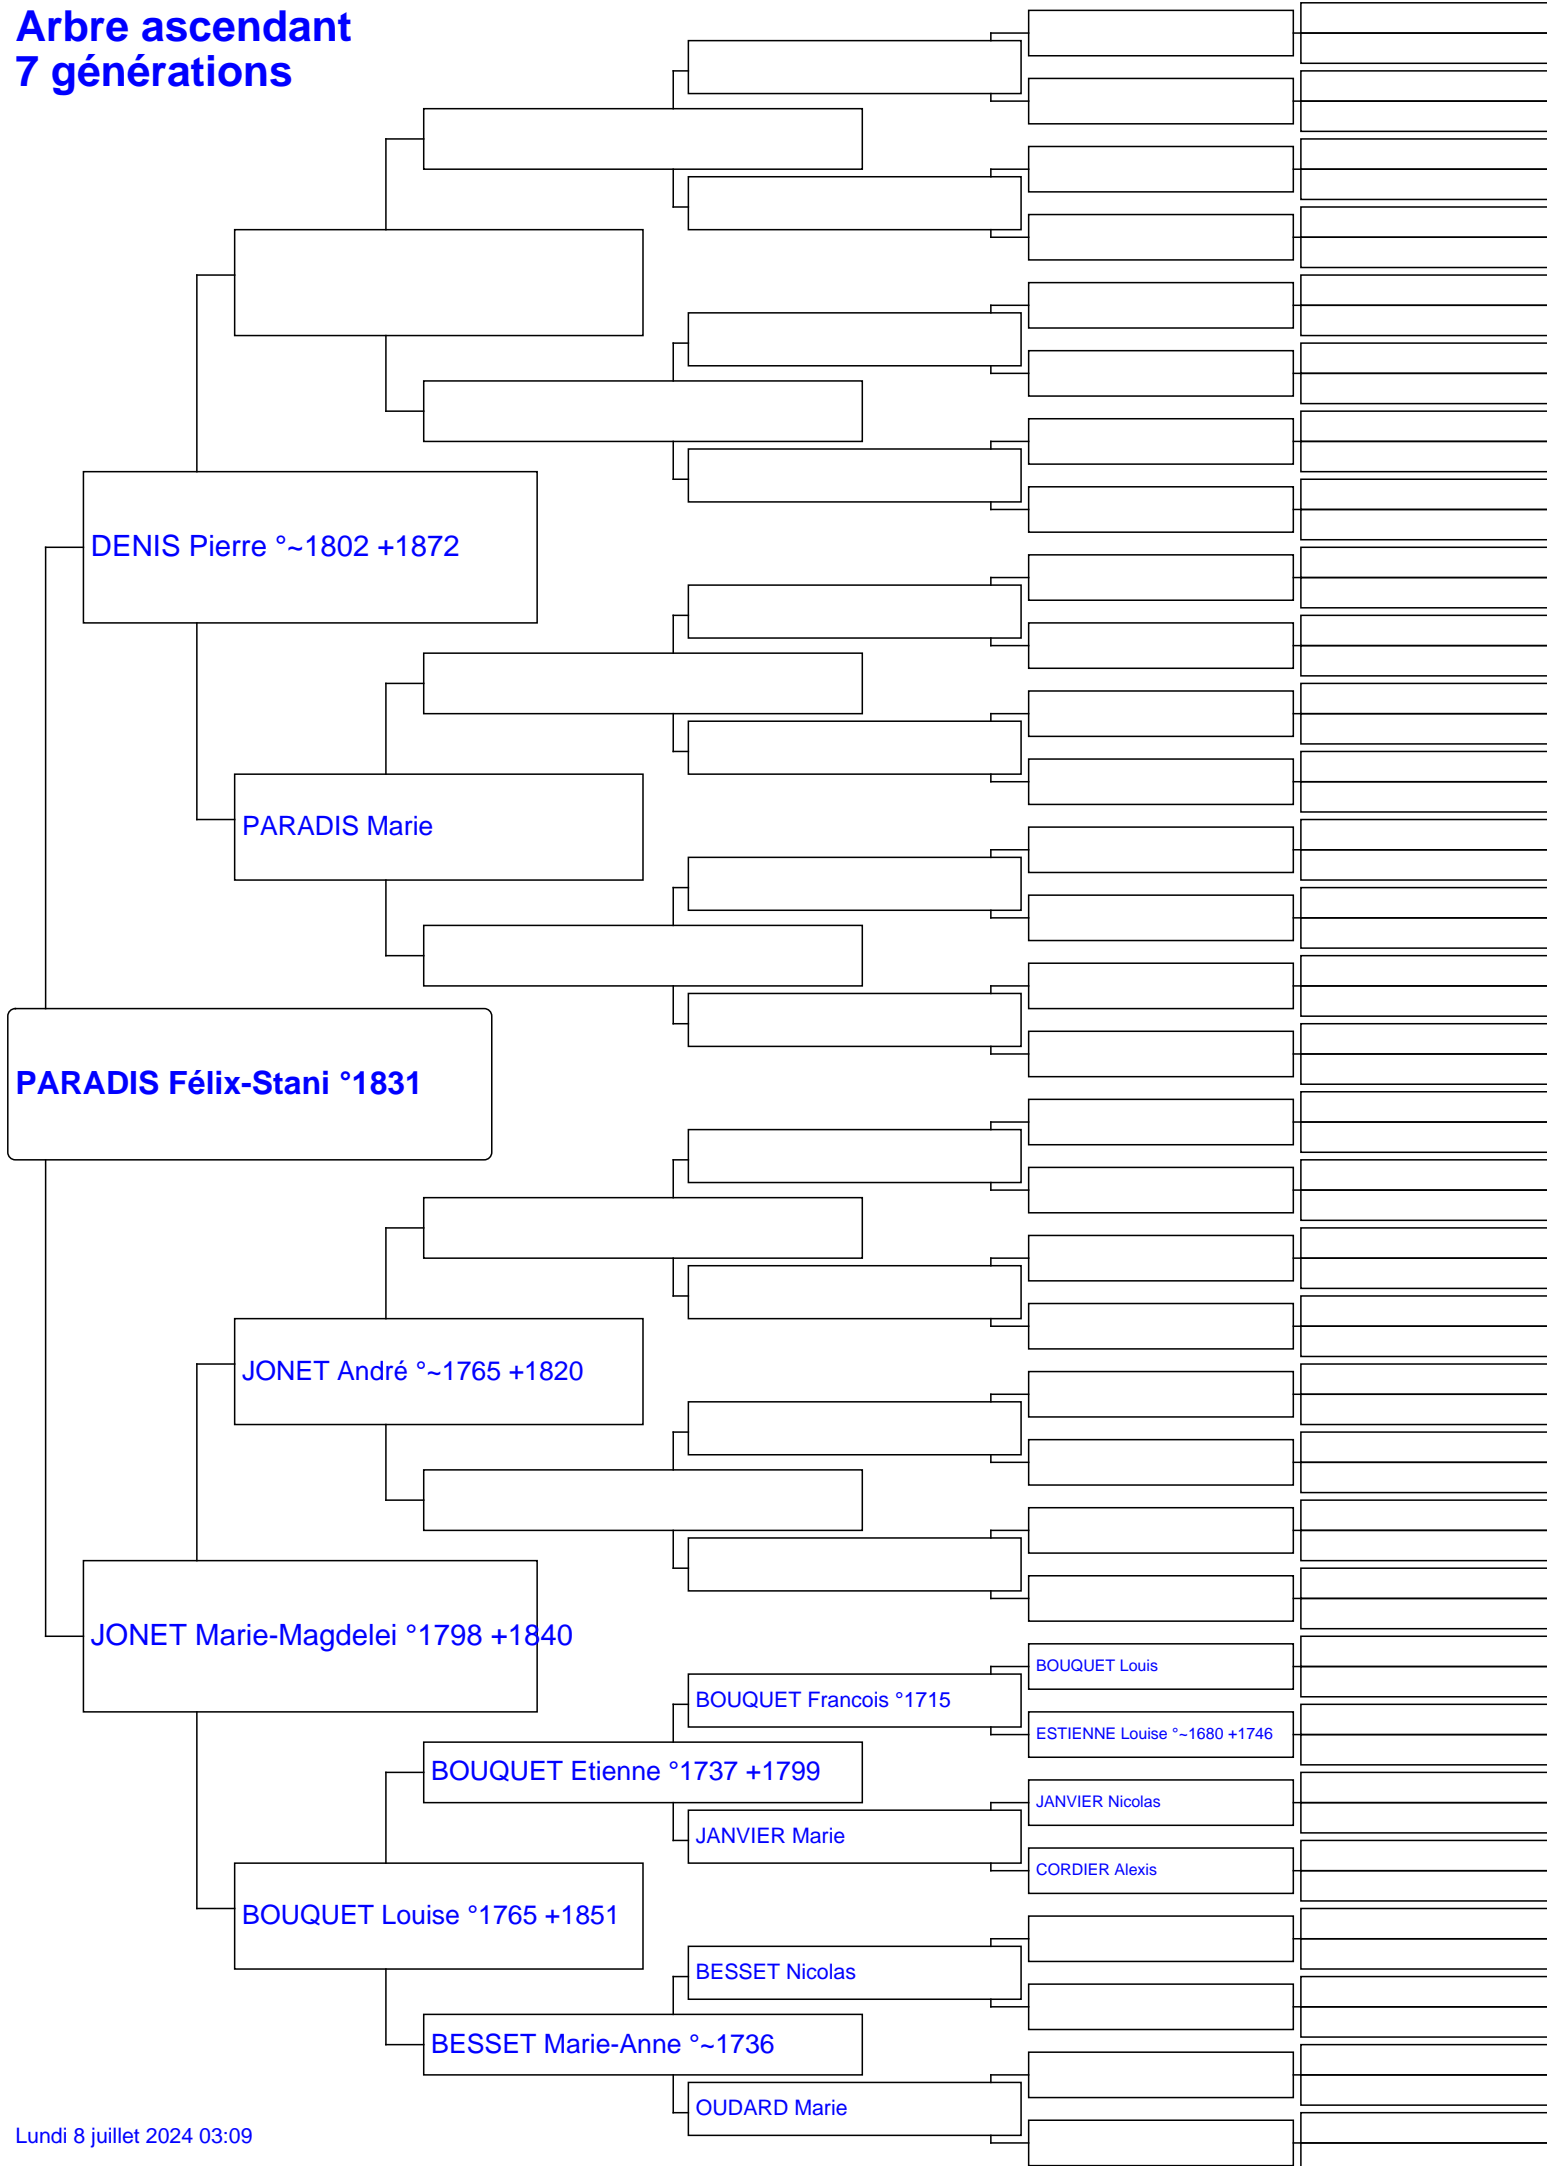 Arbre ascendant
7 générations
DENIS Pierre °~1802 +1872
PARADIS Marie
PARADIS Félix-Stani °1831
JONET André °~1765 +1820
JONET Marie-Magdelei °1798 +1840
BOUQUET Louis
BOUQUET Francois °1715
ESTIENNE Louise °~1680 +1746
BOUQUET Etienne °1737 +1799
JANVIER Nicolas
JANVIER Marie
CORDIER Alexis
BOUQUET Louise °1765 +1851
BESSET Nicolas
BESSET Marie-Anne °~1736
OUDARD Marie
Lundi 8 juillet 2024 03:09